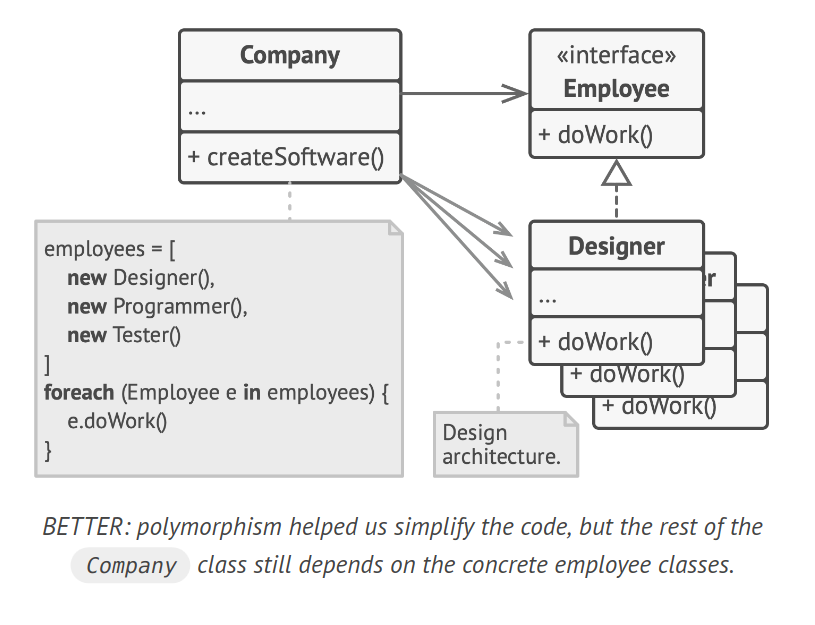 Company
...
+ createSoftware()
«interface»
Employee
+ doWork()
employees = [
new Designer(),
new Programmer(),
new Tester()
]
foreach (Employee e in employees) {
e.doWork()
}
Designer
...
+ doWork()
+ doWork()
+ doWork()
Design
architecture.
BETTER: polymorphism helped us simplify the code, but the rest of the
Company class still depends on the concrete employee classes.